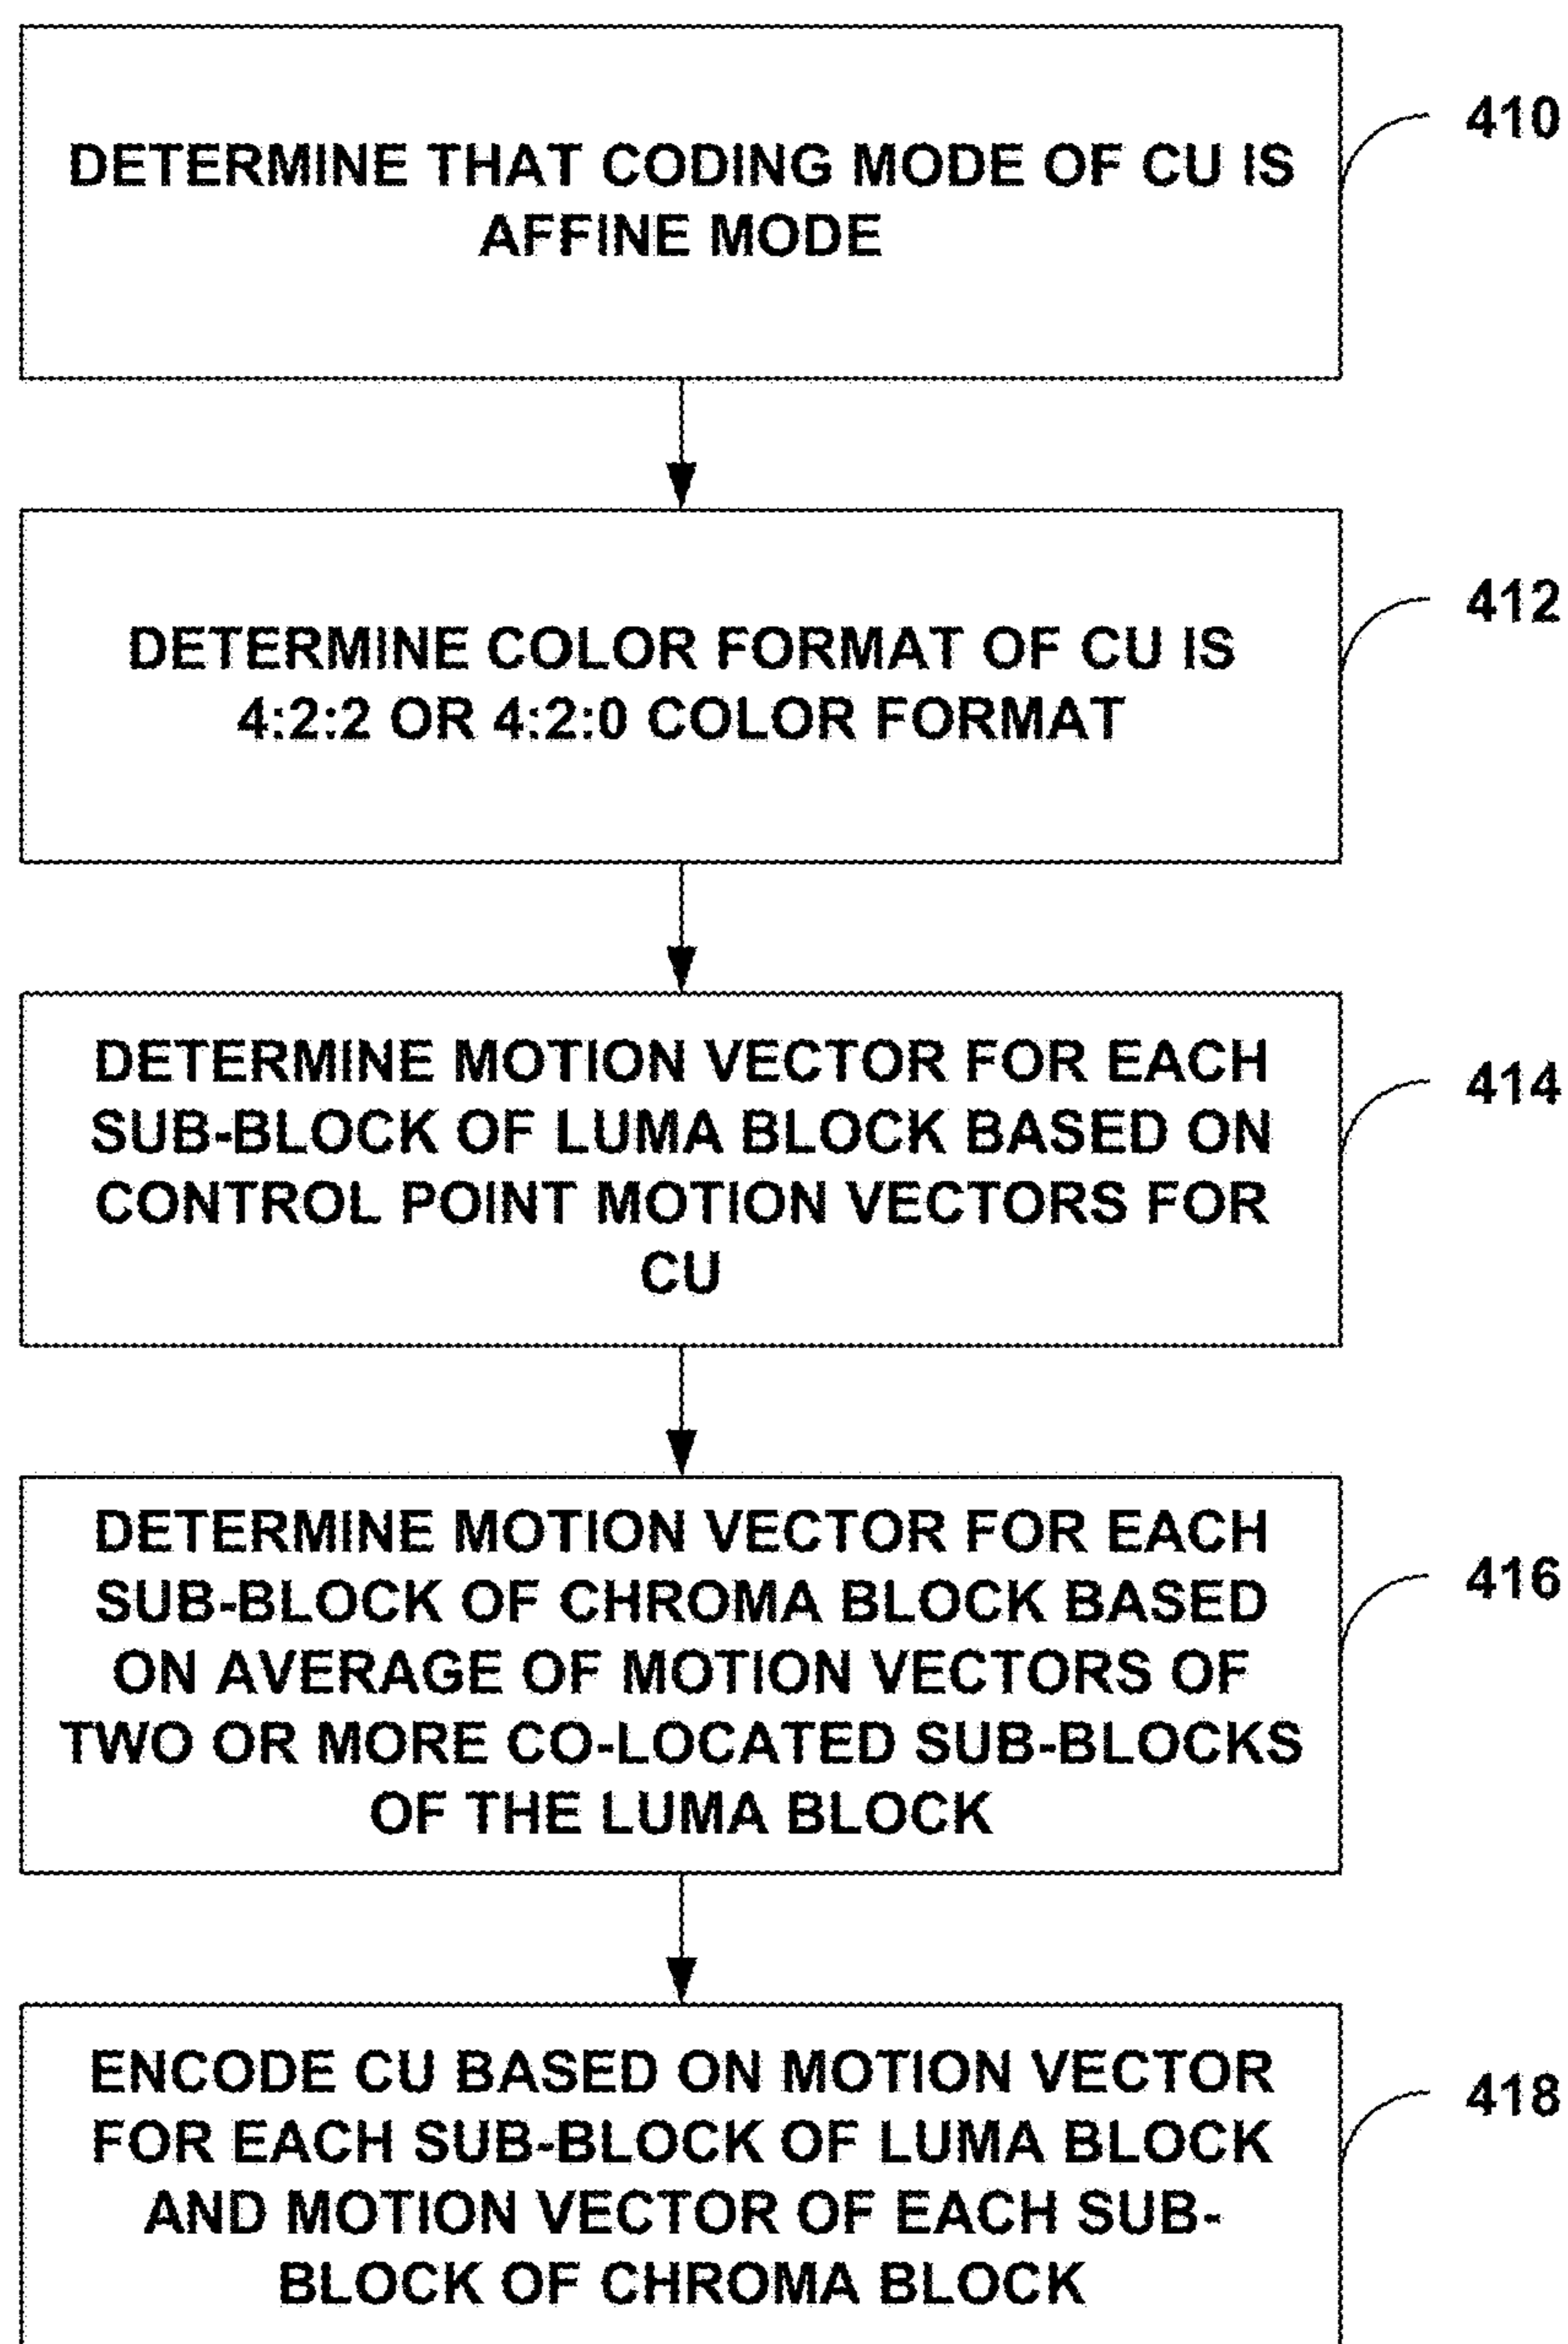 DETERMINE THAT CODING MODE OF CU IS
AFFINE MODE
410
DETERMINE COLOR FORMAT OF CU IS
4:2:2 OR 4:2:0 COLOR FORMAT
412
DETERMINE MOTION VECTOR FOR EACH
SUB-BLOCK OF LUMA BLOCK BASED ON
CONTROL POINT MOTION VECTORS FOR
CU
414
DETERMINE MOTION VECTOR FOR EACH
SUB-BLOCK OF CHROMA BLOCK BASED
ON AVERAGE OF MOTION VECTORS OF
TWO OR MORE CO-LOCATED SUB-BLOCKS
OF THE LUMA BLOCK
416
ENCODE CU BASED ON MOTION VECTOR
FOR EACH SUB-BLOCK OF LUMA BLOCK
AND MOTION VECTOR OF EACH SUB-
BLOCK OF CHROMA BLOCK
418